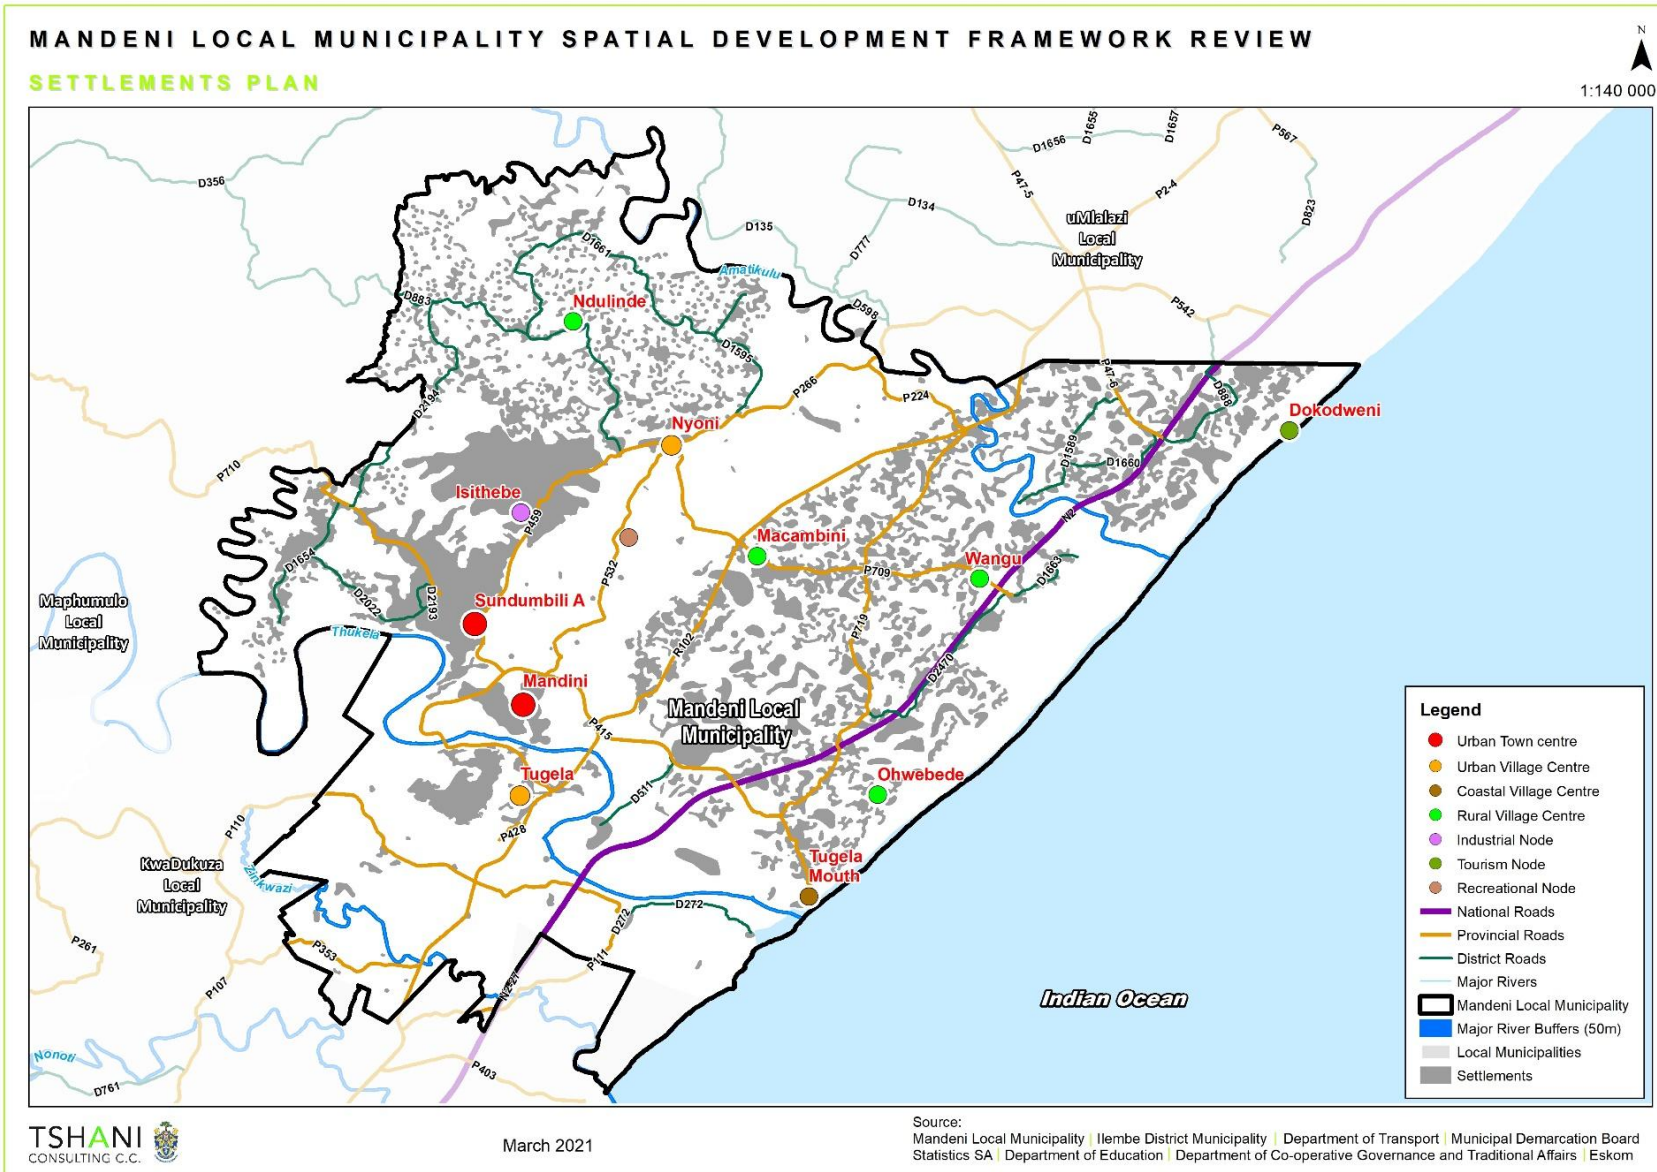 MANDENI LOCAL MUNICIPALITY SPATIAL DEVELOPMENT FRAMEWORK REVIEW
SETTLEMENTS PLAN
N
1:140 000
D1656
D1655
D1657
P567
D356
P47-5
P2-4
D134
D823
uMlalazi
Local
Municipality
D135
D777
D1661
Amatikulu
D883
Ndulinde
D598
P542
D1595
P47-6
D2194
P266
P224
D888
Dokodweni
Nyoni
D1589
D1660
P710
Isithebe
P459
N2
Macambini
Wangu
D1654
P532
P709
D1663
D2022
D2193
Sundumbili A
Maphumulo
Local
Municipality
Thukela
P719
R102
D2470
Mandini
Mandeni Local
Municipality
P415
Tugela
Ohwebede
D511
P110
P428
Tugela
Mouth
KwaDukuza
Local
Municipality
Zinkwazi
D272
D272
P261
P353
P111
P107
N2-27
Indian Ocean
Nonoti
P403
D761
Legend
Urban Town centre
Urban Village Centre
Coastal Village Centre
Rural Village Centre
Industrial Node
Tourism Node
Recreational Node
National Roads
Provincial Roads
District Roads
Major Rivers
Mandeni Local Municipality
Major River Buffers (50m)
Local Municipalities
Settlements
TSHANI
CONSULTING C.C.
March 2021
Source:
Mandeni Local Municipality | Ilembe District Municipality | Department of Transport | Municipal Demarcation Board
Statistics SA | Department of Education | Department of Co-operative Governance and Traditional Affairs | Eskom